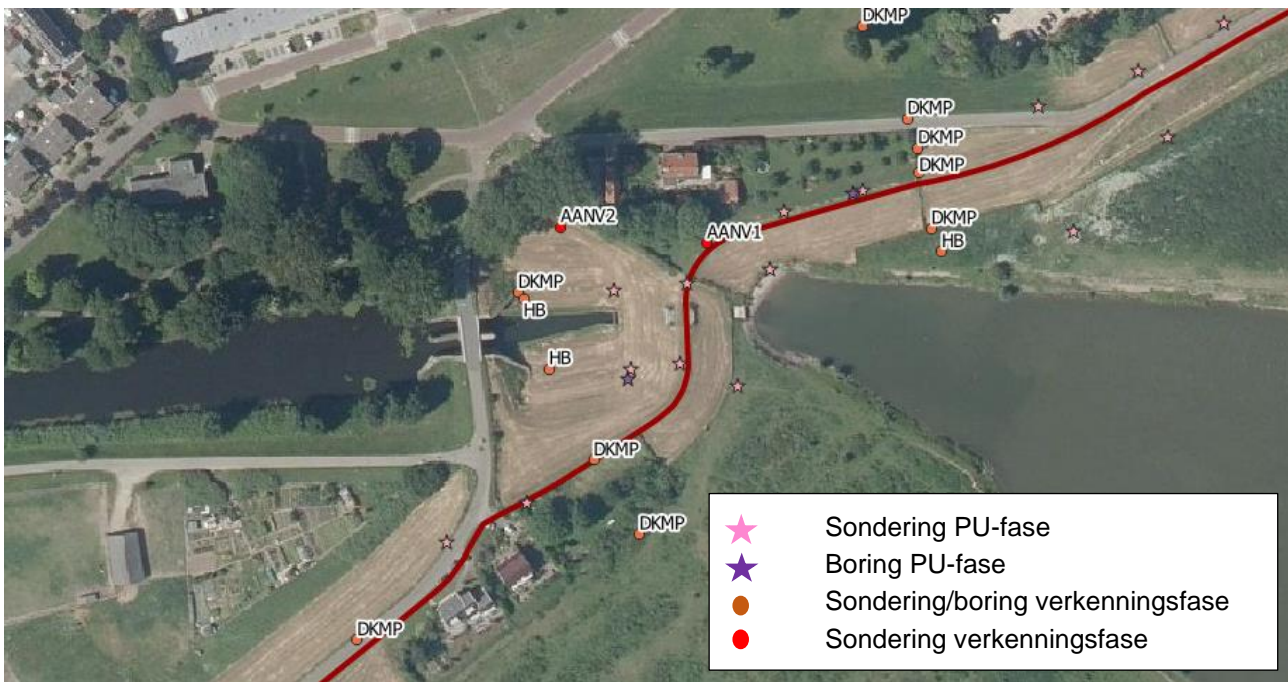 DKMP
DKMP
DKMP
DKMP
AANV2
AANV1
DKMP
HB
DKMP
HB
HB
DKMP
DKMP
DKMP
Sondering PU-fase
Boring PU-fase
Sondering/boring verkenningsfase
Sondering verkenningsfase